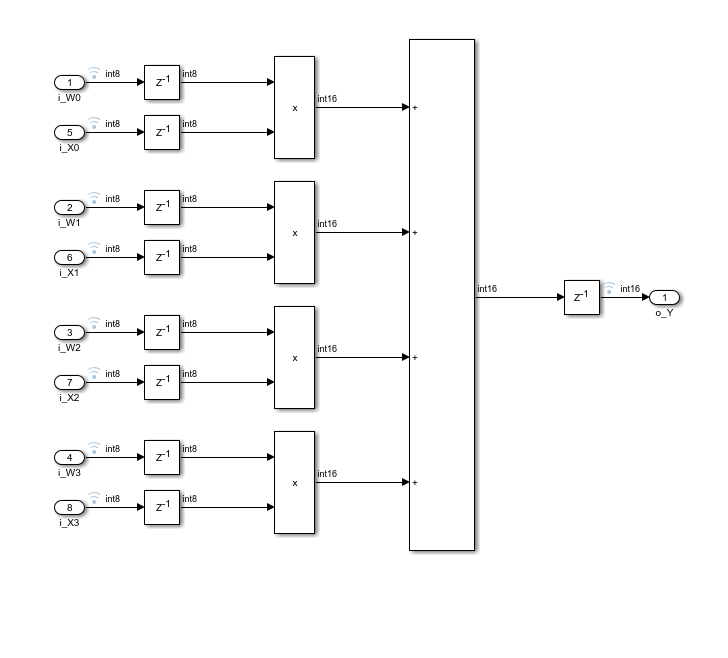 1 int8 Z-1 int8
i_W0
x int16 +
5 int8 Z-1 int8
i_X0
2 int8 Z-1 int8
i_W1
x int16 +
6 int8 Z-1 int8
i_X1
int16 Z-1 int16 1
o_Y
3 int8 Z-1 int8
i_W2
x int16 +
7 int8 Z-1 int8
i_X2
4 int8 Z-1 int8
i_W3
x int16 +
8 int8 Z-1 int8
i_X3